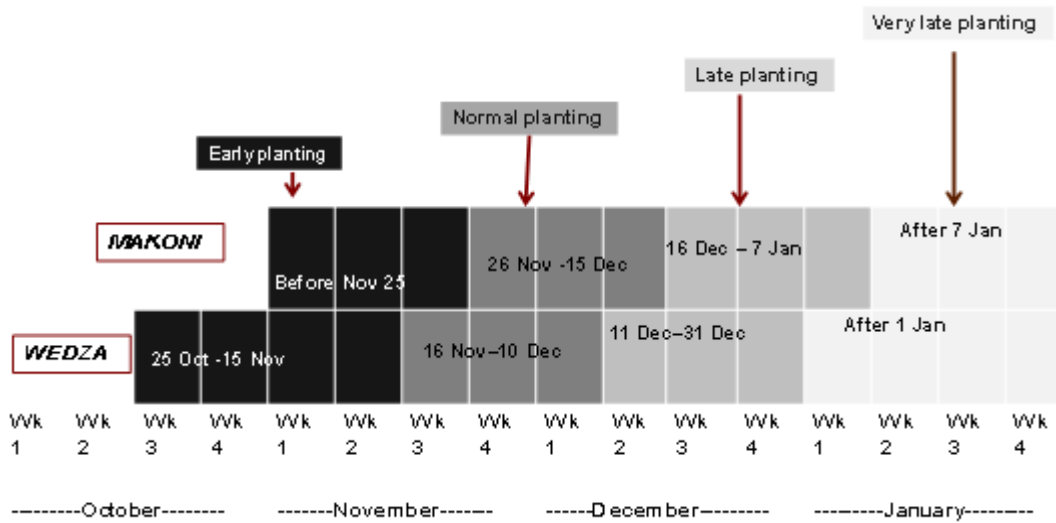 Very late planting
Late planting
Normal planting
Early planting
MAKONI
Before Nov 25
26 Nov -15 Dec
16 Dec – 7 Jan
After 7 Jan
WEDZA
25 Oct -15 Nov
16 Nov–10 Dec
11 Dec–31 Dec
After 1 Jan
Wk Wk Wk Wk Wk Wk Wk Wk Wk Wk Wk Wk Wk Wk Wk Wk
1 2 3 4 1 2 3 4 1 2 3 4 1 2 3 4
---------October--------- ---------November------- ---------December-------- ----------January---------